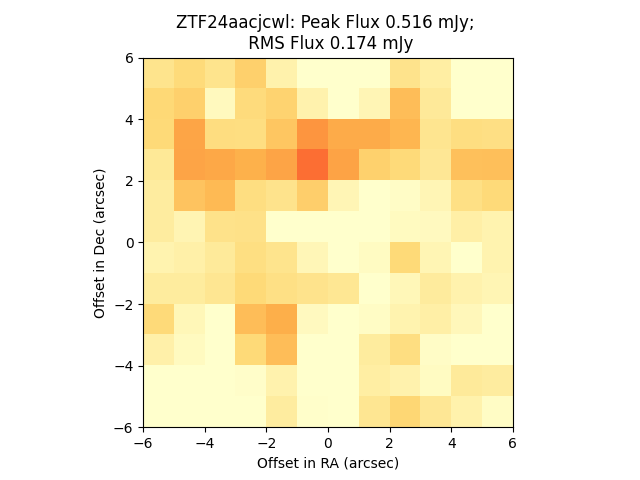 ZTF24aacjcwl: Peak Flux 0.516 mJy;
RMS Flux 0.174 mJy
6
4
2
0
−2
−4
−6
Offset in Dec (arcsec)
−6 −4 −2 0 2 4 6
Offset in RA (arcsec)